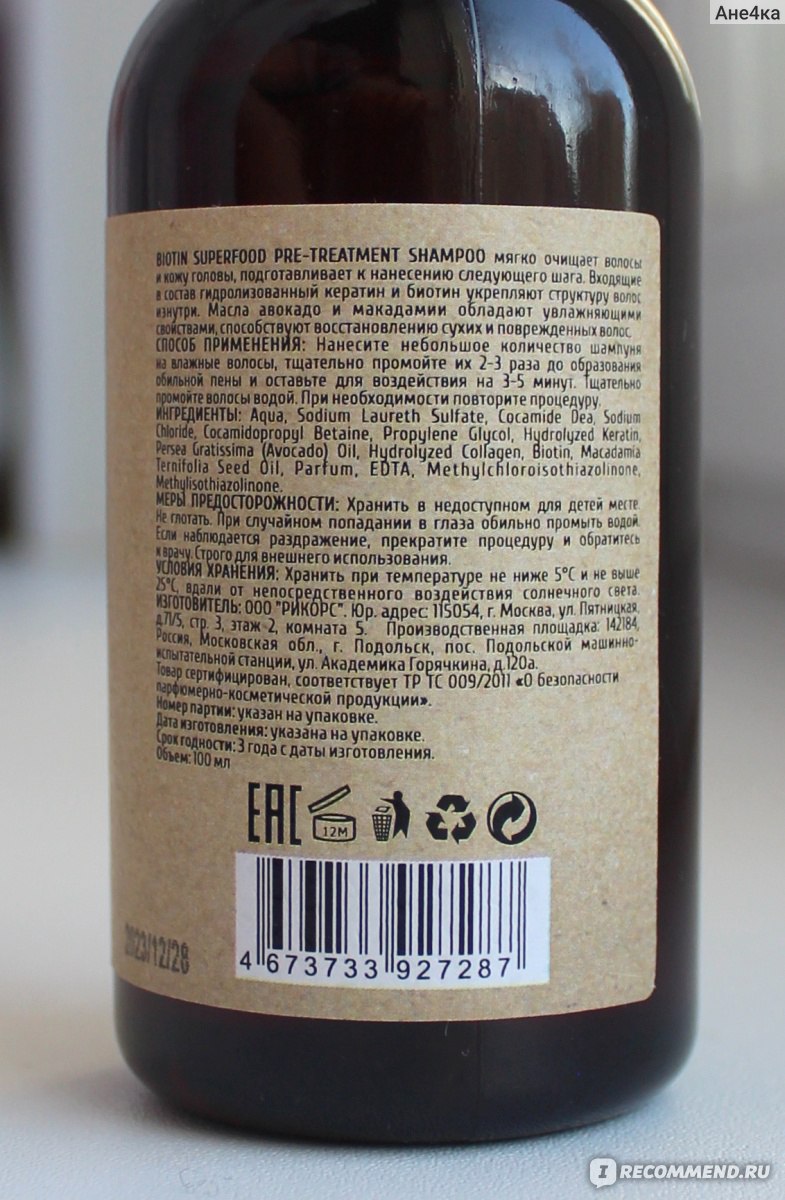 Ане4ка
BIOTIN SUPERFOOD PRE-TREATMENT SHAMPOO мягко очищает волосы
и кожу головы, подготавливает к нанесению следующего шага. Входящие
в состав гидролизованный кератин и биотин укрепляют структуру волос
изнутри. Масла авокадо и макадамии обладают увлажняющими
свойствами, способствуют восстановлению сухих и поврежденных волос.
СПОСОБ ПРИМЕНЕНИЯ: Нанесите небольшое количество шампуня
на влажные волосы, тщательно промойте их 2-3 раза до образования
обильной пены и оставьте для воздействия на 3-5 минут. Тщательно
промойте волосы водой. При необходимости повторите процедуру.
ИНГРЕДИЕНТЫ: Aqua, Sodium Laureth Sulfate, Cocamide Dea, Sodium
Chloride, Cocamidopropyl Betaine, Propylene Glycol, Hydrolyzed Keratin,
Persea Gratissima (Avocado) Oil, Hydrolyzed Collagen, Biotin, Macadamia
Ternifolia Seed Oil, Parfum, EDTA, Methylchloroisothiazolinone,
Methylisothiazolinone.
МЕРЫ ПРЕДОСТОРОЖНОСТИ: Хранить в недоступном для детей месте.
Не глотать. При случайном попадании в глаза обильно промыть водой.
Если наблюдается раздражение, прекратите процедуру и обратитесь
к врачу. Строго для внешнего использования.
УСЛОВИЯ ХРАНЕНИЯ: Хранить при температуре не ниже 5°C и не выше
25°C, вдали от непосредственного воздействия солнечного света.
ИЗГОТОВИТЕЛЬ: ООО "РИКОРС". Юр. адрес: 115054, г. Москва, ул. Пятницкая,
д.71/5, стр. 3, этаж 2, комната 5. Производственная площадка: 142184,
Россия, Московская обл., г. Подольск, пос. Подольской машинно-
испытательной станции, ул. Академика Горячкина, д.120а.
Товар сертифицирован, соответствует ТР ТС 009/2011 «О безопасности
парфюмерно-косметической продукции».
Номер партии: указан на упаковке.
Дата изготовления: указана на упаковке.
Срок годности: 3 года с даты изготовления.
Объем: 100 мл
EAC 12M
2023/12/28
4 673733 927287
IRECOMMEND.RU